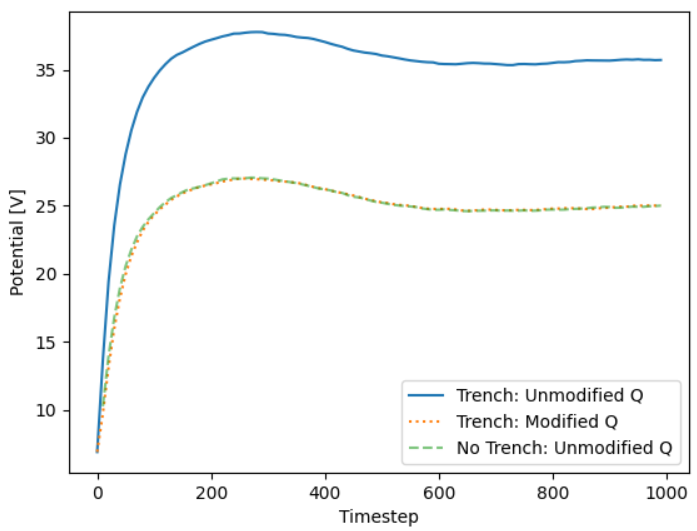 Potential [V]
35
30
25
20
15
10
0 200 400 600 800 1000
Timestep
Trench: Unmodified Q
Trench: Modified Q
No Trench: Unmodified Q